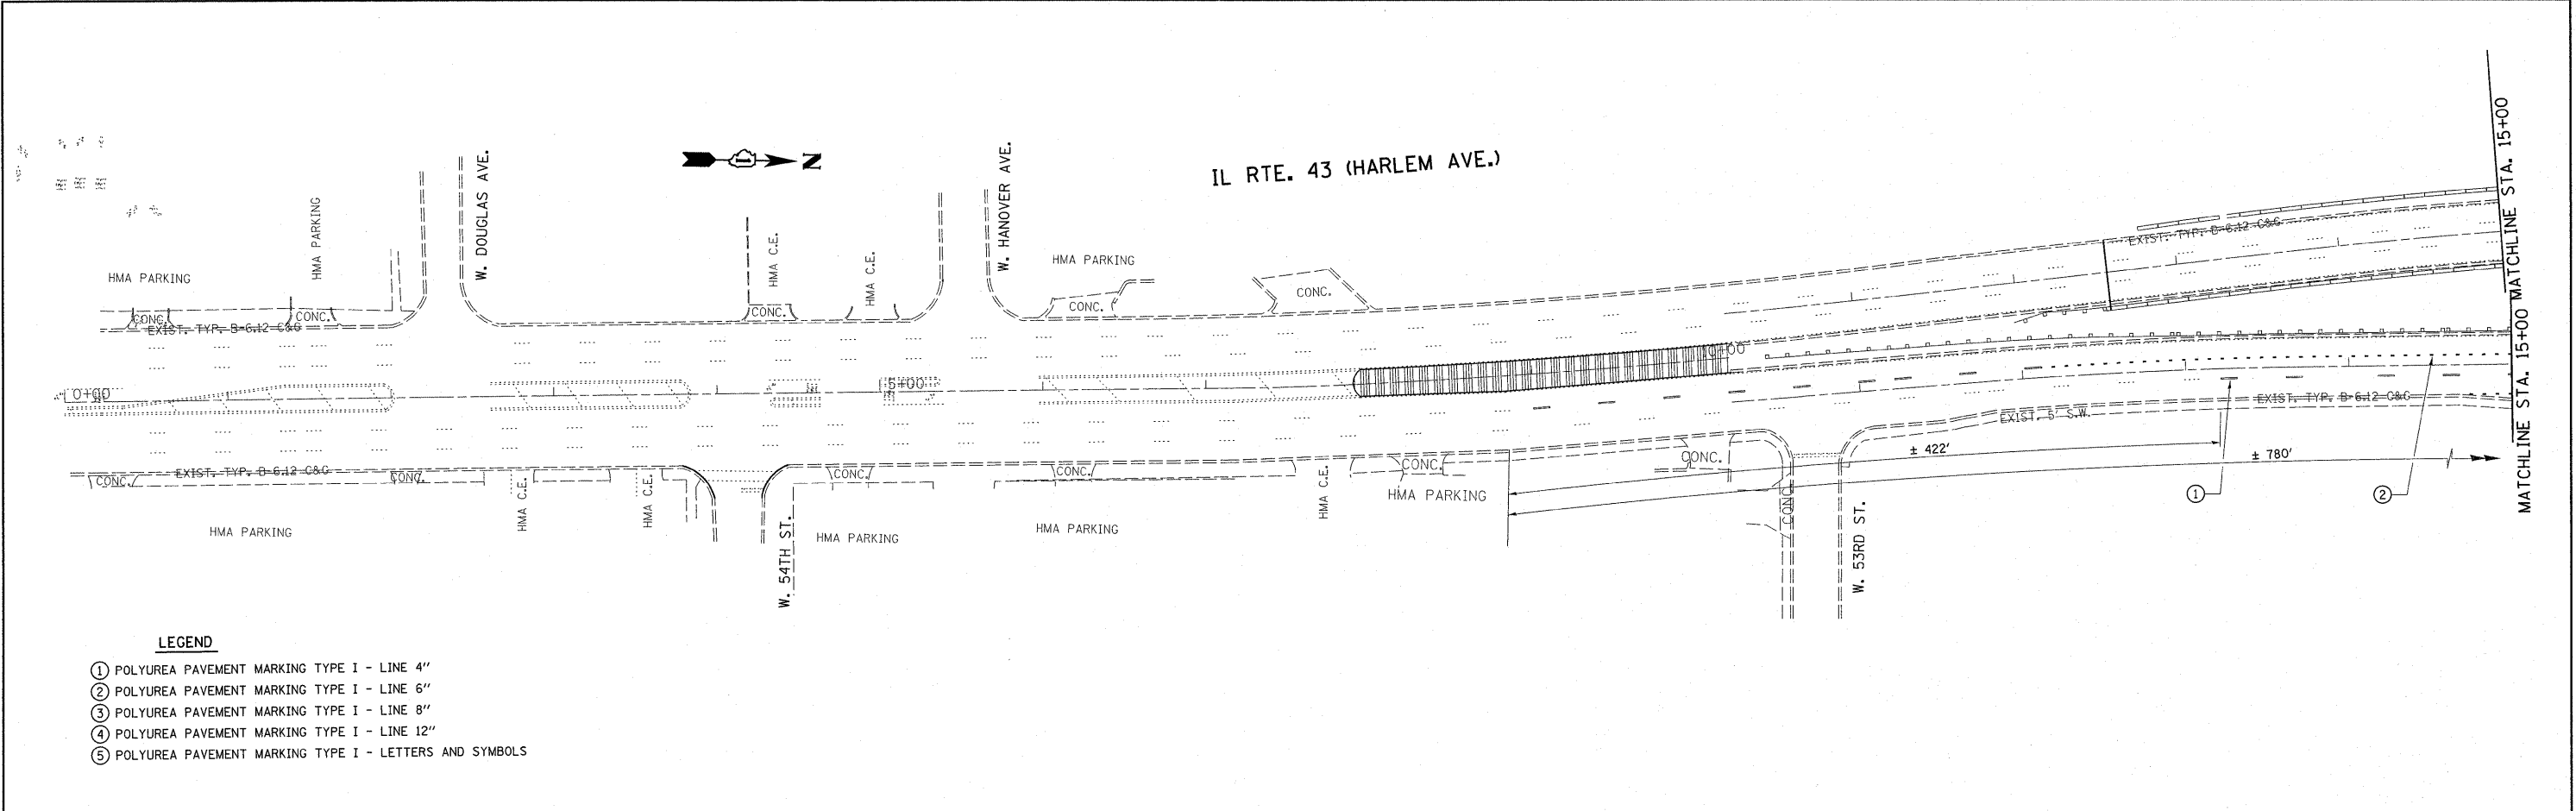 IL RTE. 43 (HARLEM AVE.)
N
W. DOUGLAS AVE.
W. HANOVER AVE.
HMA PARKING
HMA PARKING
HMA C.E.
HMA C.E.
HMA PARKING
CONC.
CONC.
CONC.
CONC.
CONC.
EXIST. TYP. B-6.12 C&G
EXIST. TYP. B-6.12 C&G
MATCHLINE STA. 15+00
0+00
5+00
10+00
MATCHLINE STA. 15+00
EXIST. TYP. B-6.12 C&G
EXIST. 5' S.W.
EXIST. TYP. B-6.12 C&G
CONC.
CONC.
CONC.
CONC.
CONC.
CONC.
CONC.
± 422'
± 780'
HMA C.E.
HMA C.E.
HMA C.E.
HMA PARKING
HMA PARKING
HMA PARKING
HMA PARKING
W. 54TH ST.
W. 53RD ST.
1
2
LEGEND
1 POLYUREA PAVEMENT MARKING TYPE I - LINE 4"
2 POLYUREA PAVEMENT MARKING TYPE I - LINE 6"
3 POLYUREA PAVEMENT MARKING TYPE I - LINE 8"
4 POLYUREA PAVEMENT MARKING TYPE I - LINE 12"
5 POLYUREA PAVEMENT MARKING TYPE I - LETTERS AND SYMBOLS